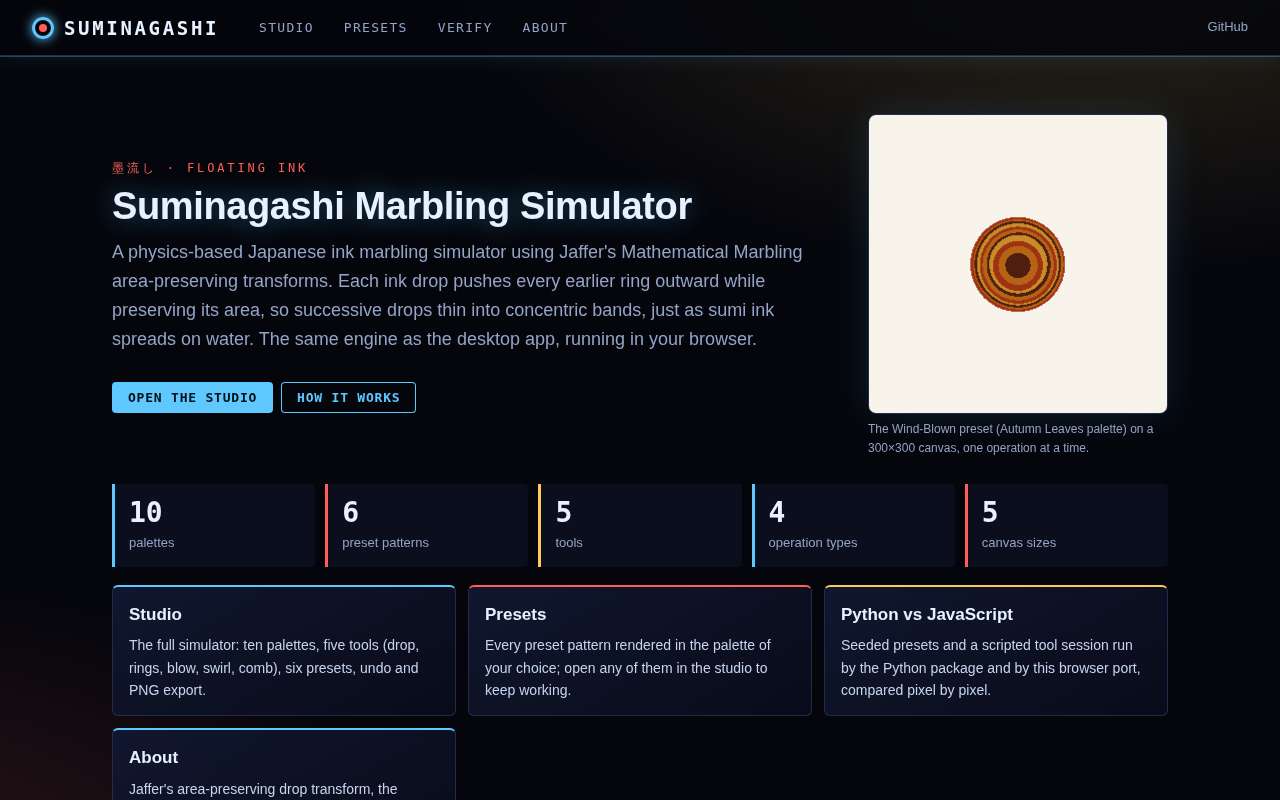 SUMINAGASHI
STUDIO PRESETS VERIFY ABOUT
GitHub
墨流し · FLOATING INK
Suminagashi Marbling Simulator
A physics-based Japanese ink marbling simulator using Jaffer's Mathematical Marbling
area-preserving transforms. Each ink drop pushes every earlier ring outward while
preserving its area, so successive drops thin into concentric bands, just as sumi ink
spreads on water. The same engine as the desktop app, running in your browser.
OPEN THE STUDIO
HOW IT WORKS
The Wind-Blown preset (Autumn Leaves palette) on a
300×300 canvas, one operation at a time.
10
palettes
6
preset patterns
5
tools
4
operation types
5
canvas sizes
Studio
The full simulator: ten palettes, five tools (drop,
rings, blow, swirl, comb), six presets, undo and
PNG export.
Presets
Every preset pattern rendered in the palette of
your choice; open any of them in the studio to
keep working.
Python vs JavaScript
Seeded presets and a scripted tool session run
by the Python package and by this browser port,
compared pixel by pixel.
About
Jaffer's area-preserving drop transform, the